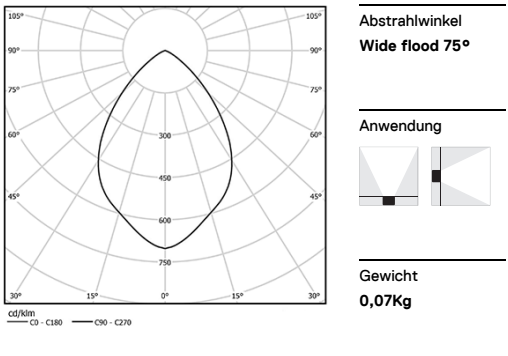 105°
105°
90°
90°
75°
75°
60°
60°
45°
45°
300
450
600
750
30°
15°
0°
15°
30°
cd/klm
C0 - C180
C90 - C270
Abstrahlwinkel
Wide flood 75°
Anwendung
Gewicht
0,07Kg